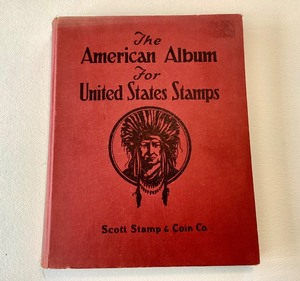 The
American Album
For
United States Stamps
Scott Stamp & Coin Co